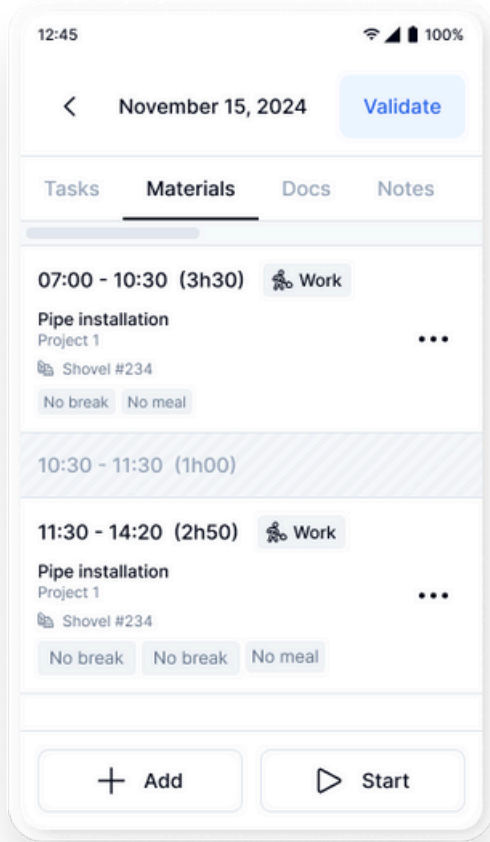 12:45 100%
November 15, 2024 Validate
Tasks Materials Docs Notes
07:00 - 10:30 (3h30) Work
Pipe installation
Project 1
Shovel #234
No break No meal
10:30 - 11:30 (1h00)
11:30 - 14:20 (2h50) Work
Pipe installation
Project 1
Shovel #234
No break No break No meal
Add Start